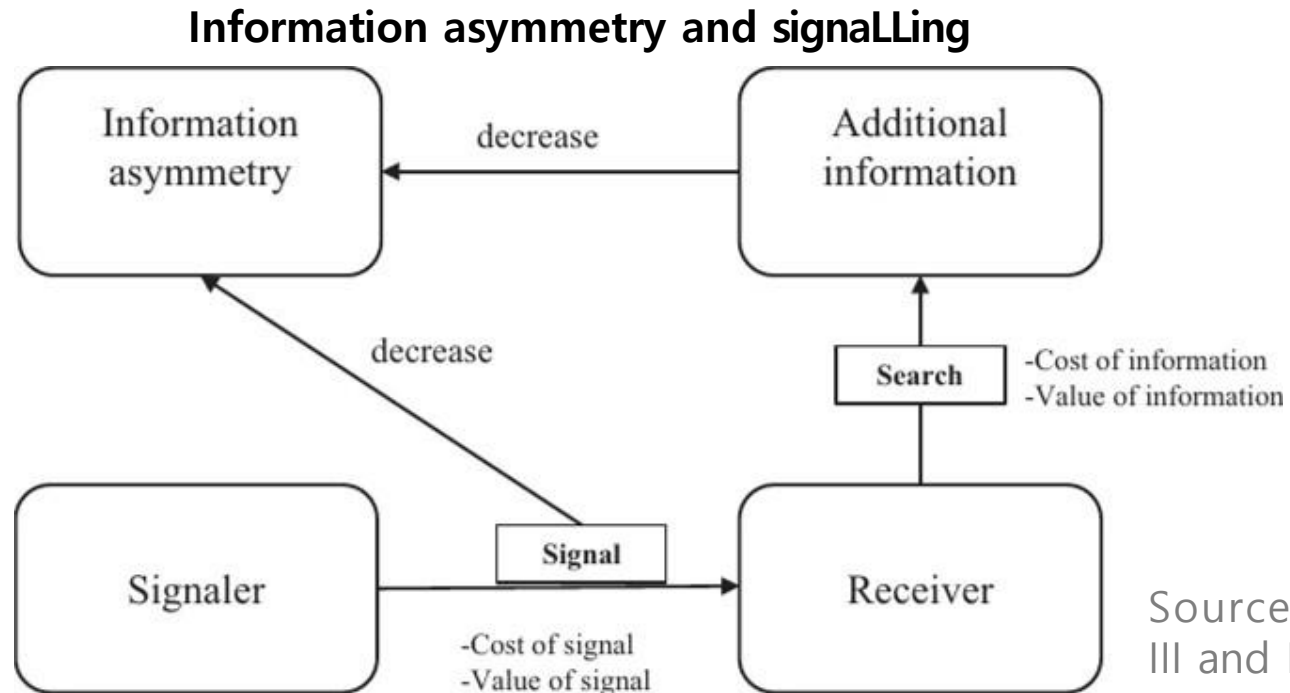 Information asymmetry and signaLLing
Information
asymmetry
decrease
Additional
information
decrease
Search
-Cost of information
-Value of information
Signaler
Signal
-Cost of signal
-Value of signal
Receiver
Source
III and